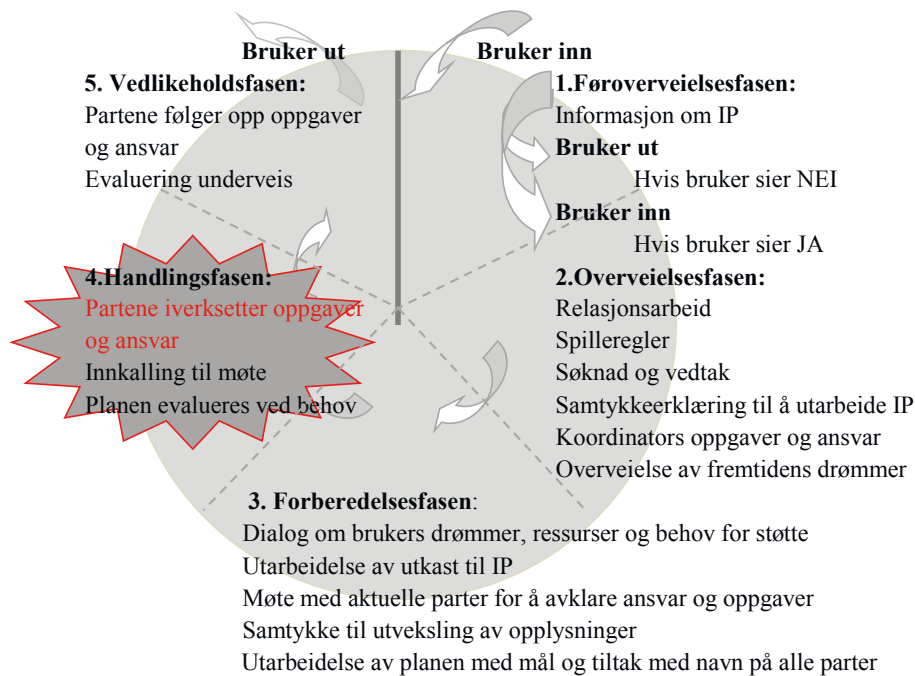 Bruker ut
Bruker inn
1.Føroverveielsesfasen:
Informasjon om IP
Bruker ut
Hvis bruker sier NEI
Bruker inn
Hvis bruker sier JA
2.Overveielsesfasen:
Relasjonsarbeid
Spilleregler
Søknad og vedtak
Samtykkeerklæring til å utarbeide IP
Koordinators oppgaver og ansvar
Overveielse av fremtidens drømmer
3. Forberedelsesfasen:
Dialog om brukers drømmer, ressurser og behov for støtte
Utarbeidelse av utkast til IP
Møte med aktuelle parter for å avklare ansvar og oppgaver
Samtykke til utveksling av opplysninger
Utarbeidelse av planen med mål og tiltak med navn på alle parter
4.Handlingsfasen:
Partene iverksetter oppgaver
og ansvar
Innkalling til møte
Planen evalueres ved behov
5. Vedlikeholdsfasen:
Partene følger opp oppgaver
og ansvar
Evaluering underveis